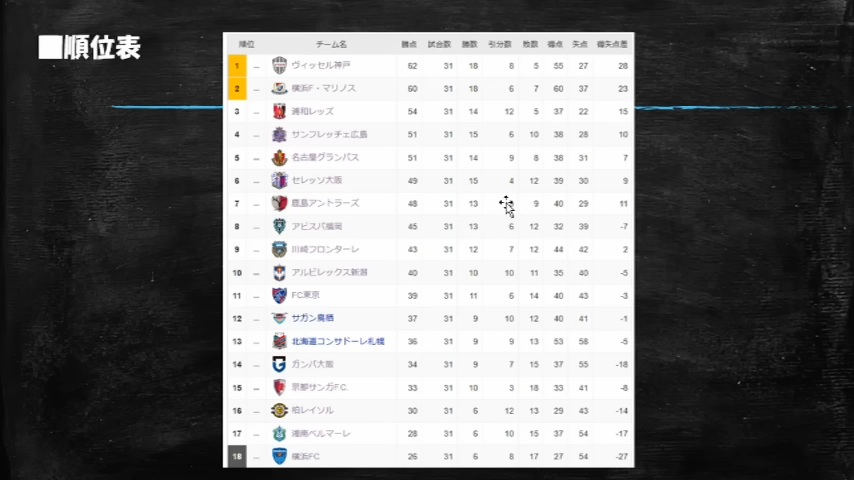 ■順位表
順位 チーム名 勝点 試合数 勝数 引分数 敗数 得点 失点 得失点差
1 – ヴィッセル神戸 62 31 18 8 5 55 27 28
2 – 横浜F・マリノス 60 31 18 6 7 60 37 23
3 – 浦和レッズ 54 31 14 12 5 37 22 15
4 – サンフレッチェ広島 51 31 15 6 10 38 28 10
5 – 名古屋グランパス 51 31 14 9 8 38 31 7
6 – セレッソ大阪 49 31 15 4 12 39 30 9
7 – 鹿島アントラーズ 48 31 13 9 40 29 11
8 – アビスパ福岡 45 31 13 6 12 32 39 -7
9 – 川崎フロンターレ 43 31 12 7 12 44 42 2
10 – アルビレックス新潟 40 31 10 10 11 35 40 -5
11 – FC東京 39 31 11 6 14 40 43 -3
12 – サガン鳥栖 37 31 9 10 12 40 41 -1
13 – 北海道コンサドーレ札幌 36 31 9 9 13 53 58 -5
14 – ガンバ大阪 34 31 9 7 15 37 55 -18
15 – 京都サンガF.C. 33 31 10 3 18 33 41 -8
16 – 柏レイソル 30 31 6 12 13 29 43 -14
17 – 湘南ベルマーレ 28 31 6 10 15 37 54 -17
18 – 横浜FC 26 31 6 8 17 27 54 -27